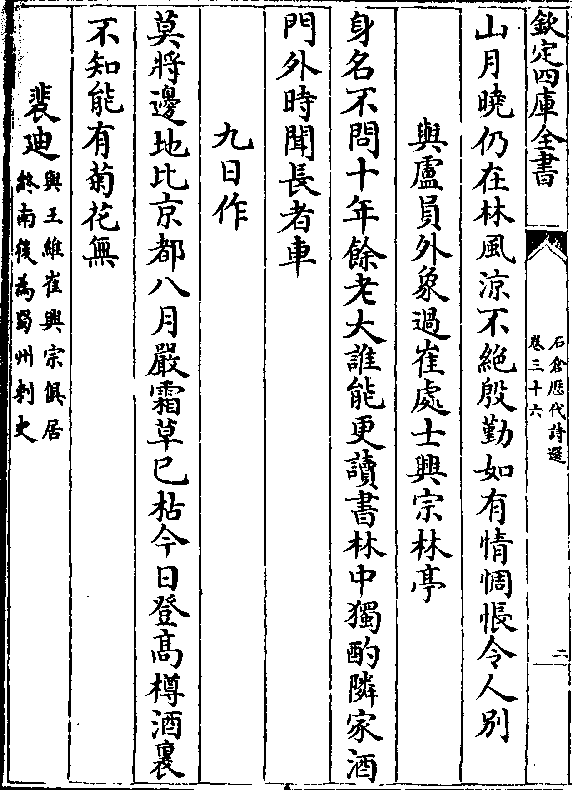 欽定四庫全書
石倉歷代詩選
卷三十六
二
山月曉仍在林風凉不絕殷勤如有情惆悵令人别
與盧員外象過崔處士興宗林亭
身名不問十年餘老大誰能更讀書林中獨酌隣家酒
門外時聞長者車
九日作
莫將邊地比京都八月嚴霜草已枯今日登髙樽酒裏
不知能有菊花無
裴廸
與王維崔興宗俱居
終南後為蜀州刺史